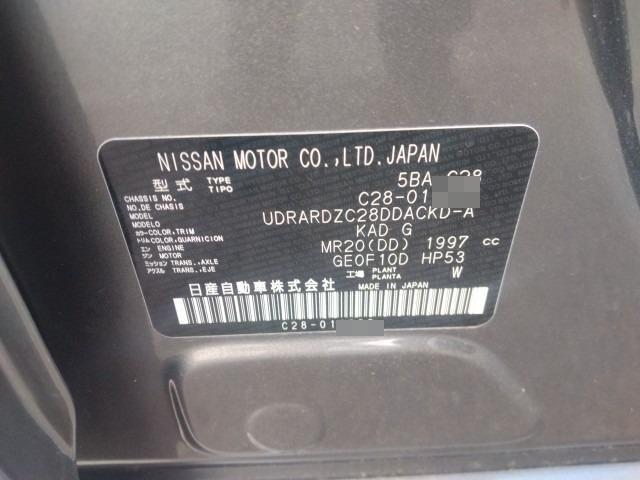 NISSAN MOTOR CO.,LTD.JAPAN
型式 TYPE TIPO 5BA-C28
CHASSIS NO. NO.DE CHASIS C28-01
MODEL MODELO UDRARDZC28DDACKD-A
カラー COLOR,TRIM トリム COLOR,GUARNICION KAD G
エンジン ENGINE MOTOR MR20(DD) 1997 cc
ミッション TRANS.,AXLE アクスル TRANS.,EJE GE0F10D HP53
工場 PLANT PLANTA W
日産自動車株式会社 MADE IN JAPAN
C28-01